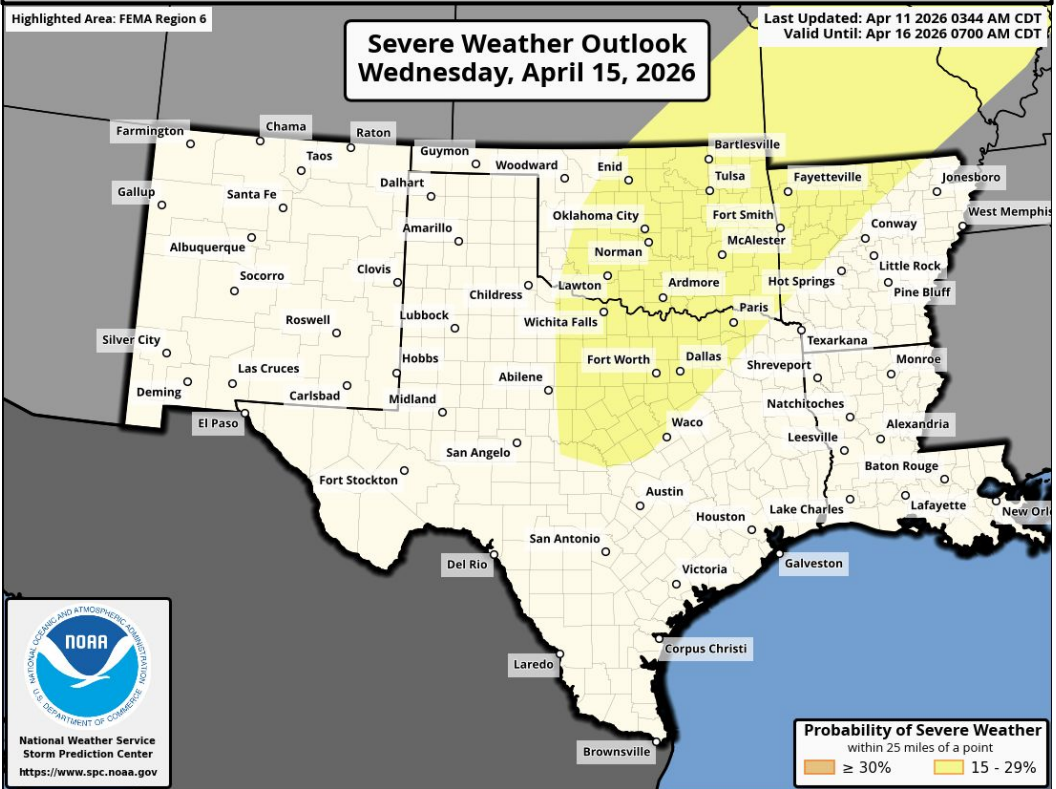 Highlighted Area: FEMA Region 6
Last Updated: Apr 11 2026 0344 AM CDT
Valid Until: Apr 16 2026 0700 AM CDT
Severe Weather Outlook
Wednesday, April 15, 2026
Farmington
Chama
Raton
Taos
Guymon
Woodward
Enid
Bartlesville
Tulsa
Fayetteville
Jonesboro
Gallup
Santa Fe
Dalhart
Oklahoma City
Fort Smith
West Memphis
Albuquerque
Amarillo
Norman
McAlester
Conway
Socorro
Clovis
Childress
Lawton
Ardmore
Hot Springs
Little Rock
Pine Bluff
Roswell
Lubbock
Wichita Falls
Paris
Texarkana
Silver City
Las Cruces
Hobbs
Fort Worth
Dallas
Shreveport
Monroe
Deming
Carlsbad
Midland
Abilene
Natchitoches
El Paso
San Angelo
Waco
Leesville
Alexandria
Fort Stockton
Austin
Baton Rouge
Houston
Lake Charles
Lafayette
New Orl
San Antonio
Del Rio
Victoria
Galveston
Laredo
Corpus Christi
Brownsville
NATIONAL OCEANIC AND ATMOSPHERIC ADMINISTRATION
NOAA
U.S. DEPARTMENT OF COMMERCE
National Weather Service
Storm Prediction Center
https://www.spc.noaa.gov
Probability of Severe Weather
within 25 miles of a point
≥ 30%
15 - 29%